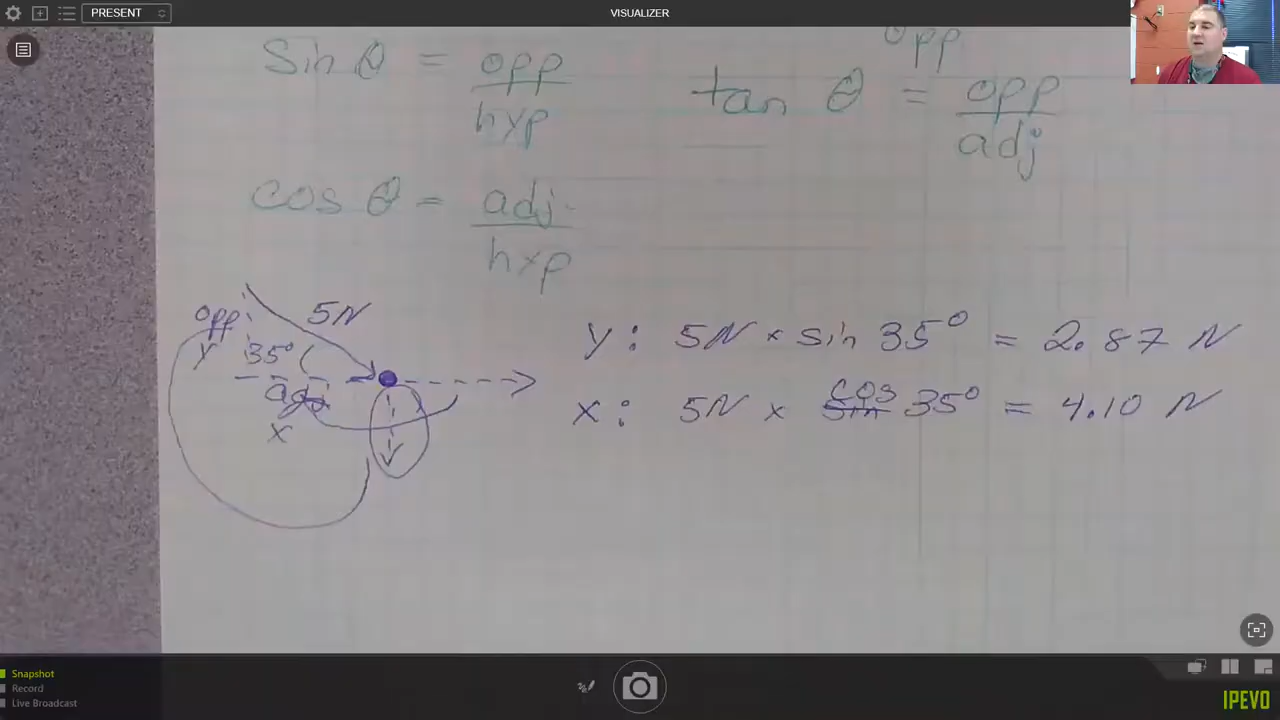 PRESENT
VISUALIZER
sin θ = opp/hyp
opp
tan θ = opp/adj
cos θ = adj/hyp
opp
y
5N
35°
adj
x
y: 5N × sin 35° = 2.87 N
x: 5N × sin cos 35° = 4.10 N
Snapshot
Record
Live Broadcast
IPEVO